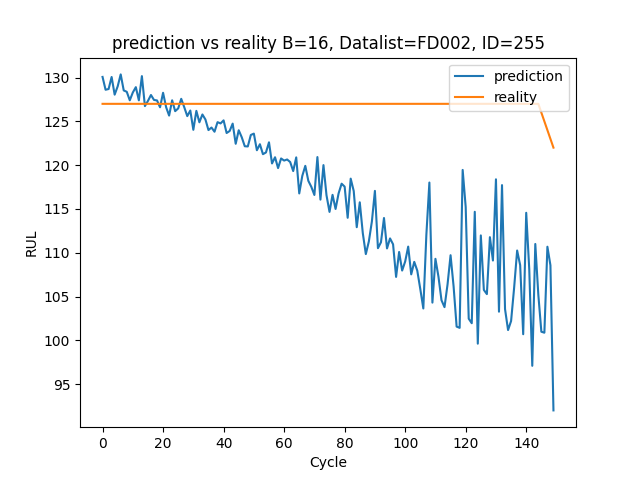 prediction vs reality B=16, Datalist=FD002, ID=255
prediction
reality
RUL
130
125
120
115
110
105
100
95
0 20 40 60 80 100 120 140
Cycle